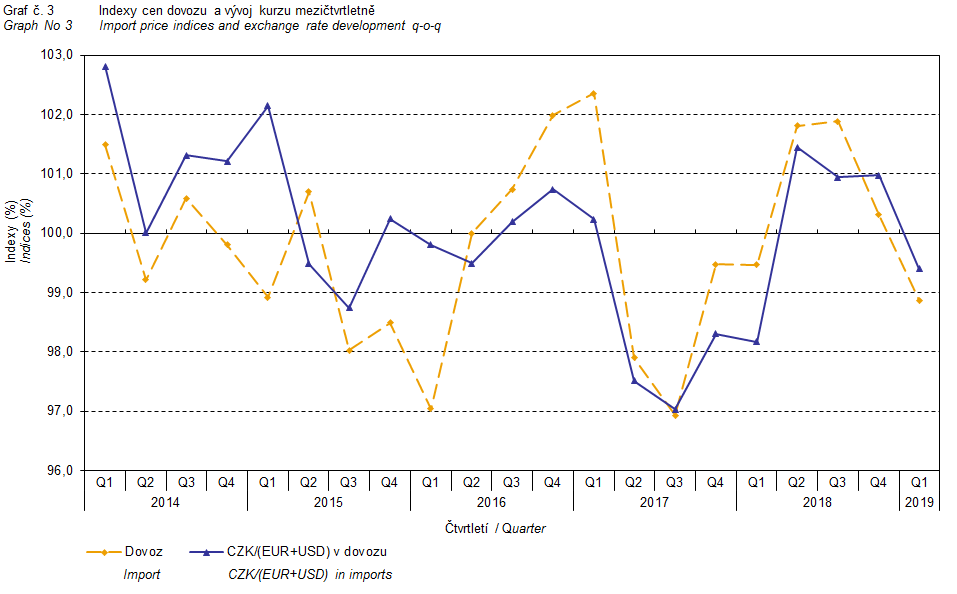 Graf č. 3 Indexy cen dovozu a vývoj kurzu mezičtvrtletně
Graph No 3 Import price indices and exchange rate development q-o-q
103,0
102,0
101,0
100,0
99,0
98,0
97,0
96,0
Indexy (%)
Indices (%)
Q1 Q2 Q3 Q4 Q1 Q2 Q3 Q4 Q1 Q2 Q3 Q4 Q1 Q2 Q3 Q4 Q1 Q2 Q3 Q4 Q1
2014 2015 2016 2017 2018 2019
Čtvrtletí / Quarter
Dovoz CZK/(EUR+USD) v dovozu
Import CZK/(EUR+USD) in imports